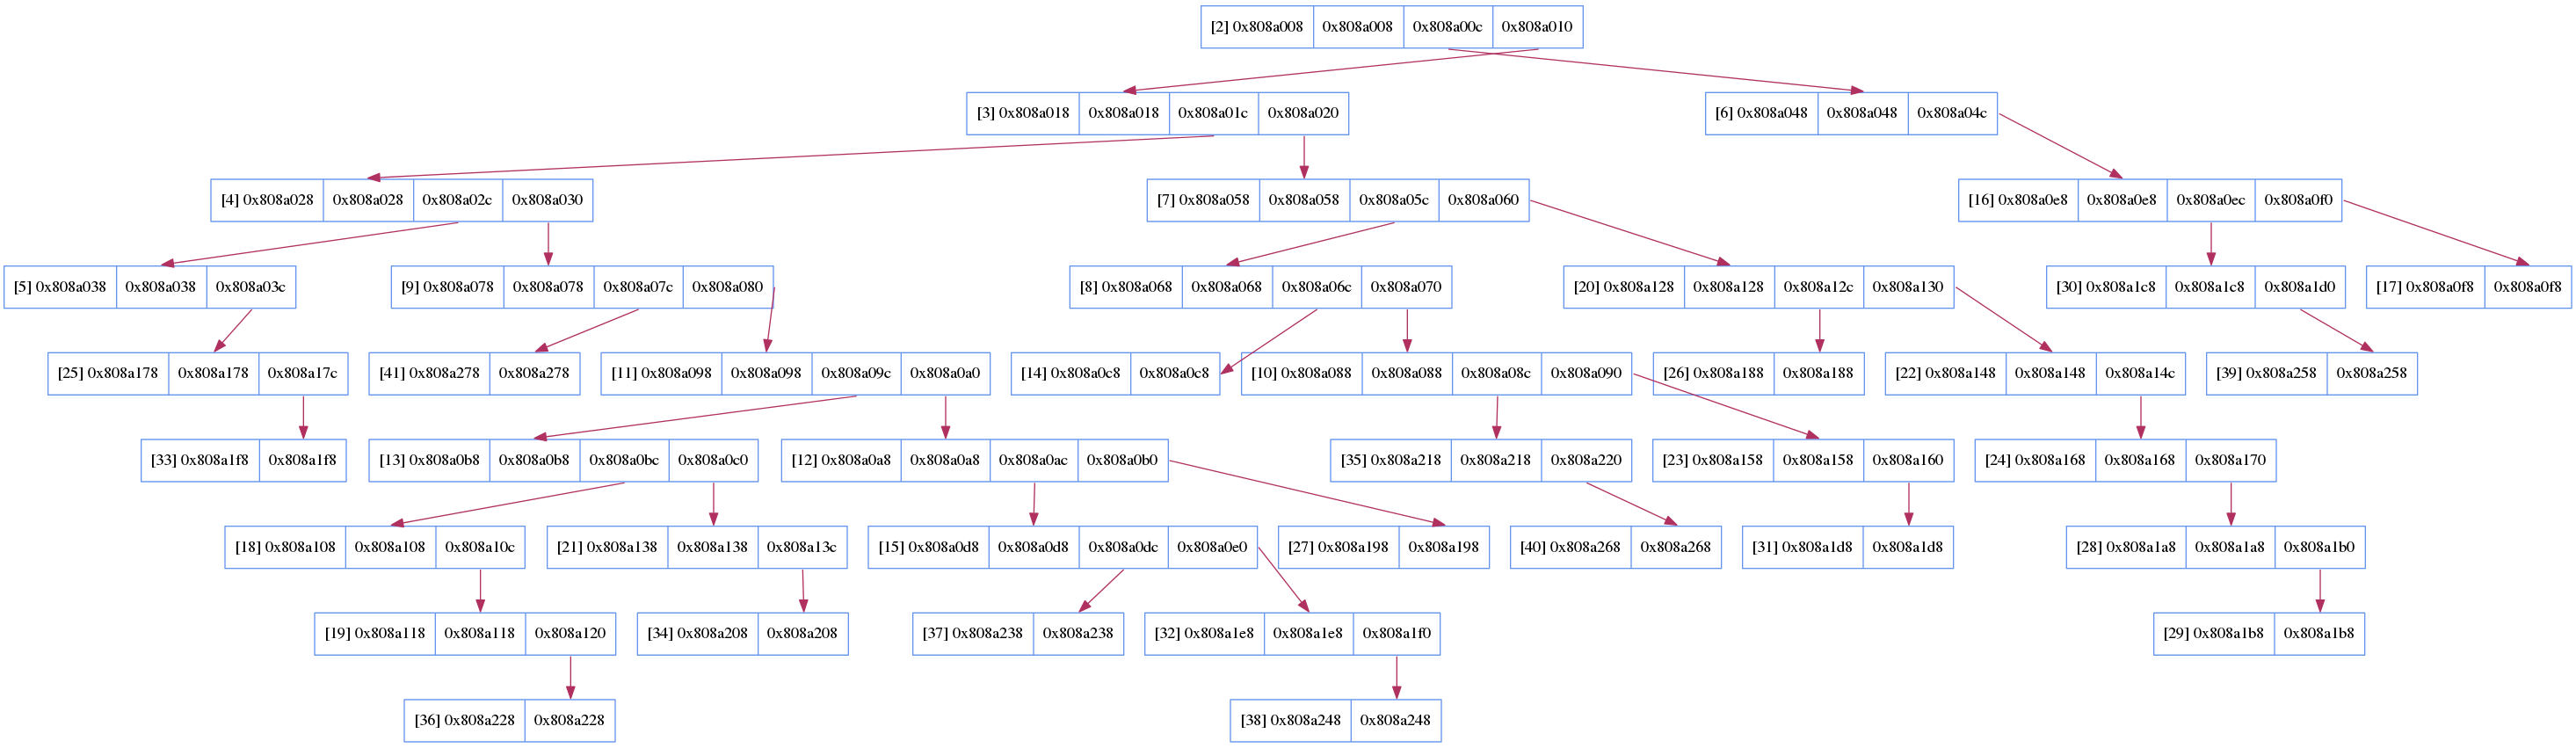 [2] 0x808a008 0x808a008 0x808a00c 0x808a010
[3] 0x808a018 0x808a018 0x808a01c 0x808a020
[6] 0x808a048 0x808a048 0x808a04c
[4] 0x808a028 0x808a028 0x808a02c 0x808a030
[7] 0x808a058 0x808a058 0x808a05c 0x808a060
[16] 0x808a0e8 0x808a0e8 0x808a0ec 0x808a0f0
[5] 0x808a038 0x808a038 0x808a03c
[9] 0x808a078 0x808a078 0x808a07c 0x808a080
[8] 0x808a068 0x808a068 0x808a06c 0x808a070
[20] 0x808a128 0x808a128 0x808a12c 0x808a130
[30] 0x808a1c8 0x808a1c8 0x808a1d0
[17] 0x808a0f8 0x808a0f8
[25] 0x808a178 0x808a178 0x808a17c
[41] 0x808a278 0x808a278
[11] 0x808a098 0x808a098 0x808a09c 0x808a0a0
[14] 0x808a0c8 0x808a0c8
[10] 0x808a088 0x808a088 0x808a08c 0x808a090
[26] 0x808a188 0x808a188
[22] 0x808a148 0x808a148 0x808a14c
[39] 0x808a258 0x808a258
[33] 0x808a1f8 0x808a1f8
[13] 0x808a0b8 0x808a0b8 0x808a0bc 0x808a0c0
[12] 0x808a0a8 0x808a0a8 0x808a0ac 0x808a0b0
[35] 0x808a218 0x808a218 0x808a220
[23] 0x808a158 0x808a158 0x808a160
[24] 0x808a168 0x808a168 0x808a170
[18] 0x808a108 0x808a108 0x808a10c
[21] 0x808a138 0x808a138 0x808a13c
[15] 0x808a0d8 0x808a0d8 0x808a0dc 0x808a0e0
[27] 0x808a198 0x808a198
[40] 0x808a268 0x808a268
[31] 0x808a1d8 0x808a1d8
[28] 0x808a1a8 0x808a1a8 0x808a1b0
[19] 0x808a118 0x808a118 0x808a120
[34] 0x808a208 0x808a208
[37] 0x808a238 0x808a238
[32] 0x808a1e8 0x808a1e8 0x808a1f0
[29] 0x808a1b8 0x808a1b8
[36] 0x808a228 0x808a228
[38] 0x808a248 0x808a248